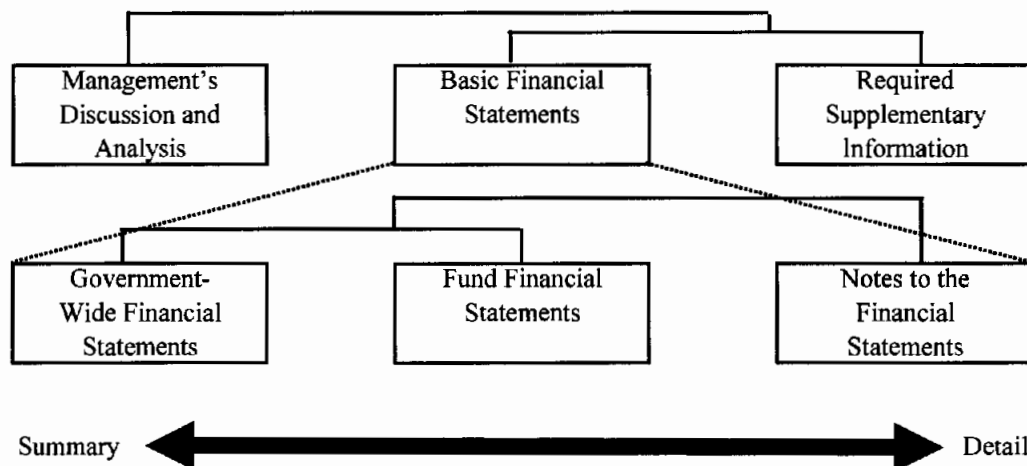 Management's
Discussion and
Analysis
Basic Financial
Statements
Required
Supplementary
Information
Government-
Wide Financial
Statements
Fund Financial
Statements
Notes to the
Financial
Statements
Summary
Detail